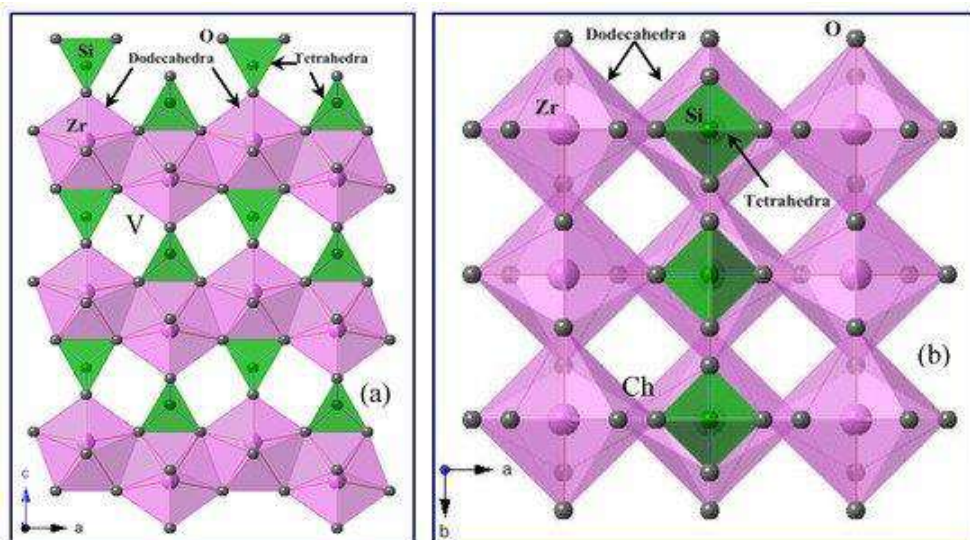 O
Si
Dodecahedra
Tetrahedra
Zr
V
(a)
c
a
Dodecahedra
O
Zr
Si
Tetrahedra
Ch
(b)
a
b